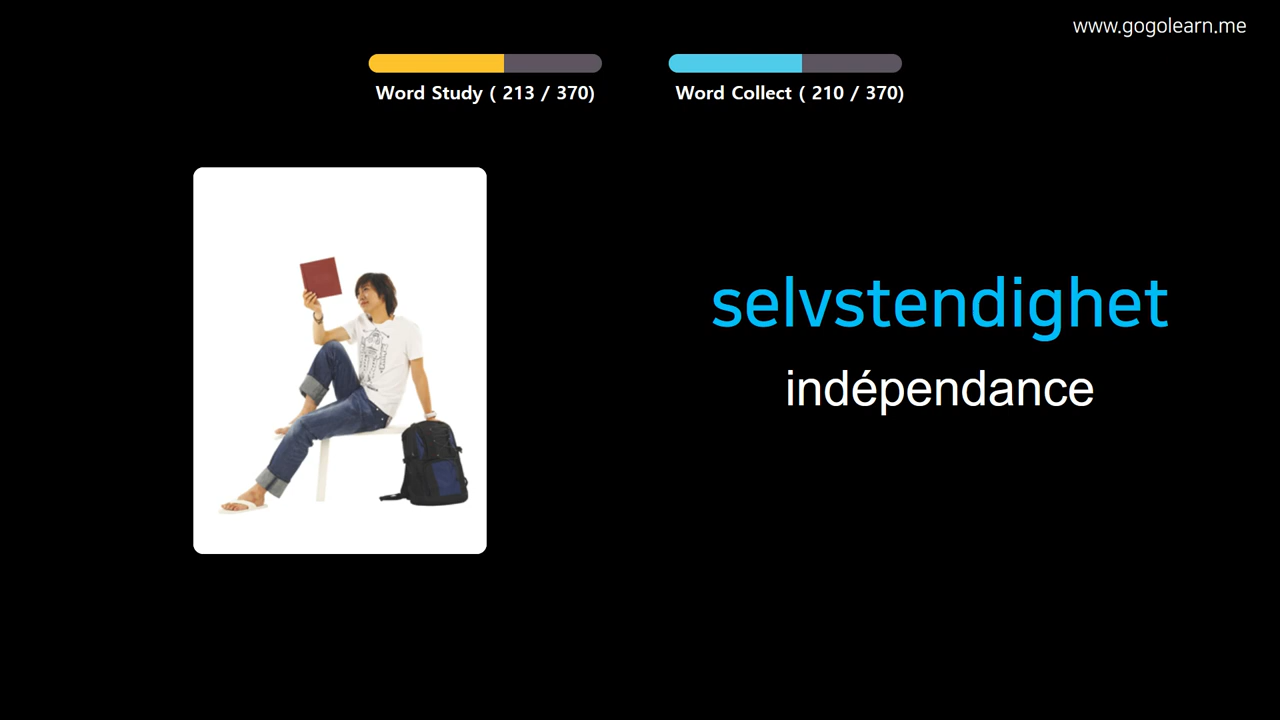 www.gogolearn.me
Word Study ( 213 / 370)
Word Collect ( 210 / 370)
selvstendighet
indépendance